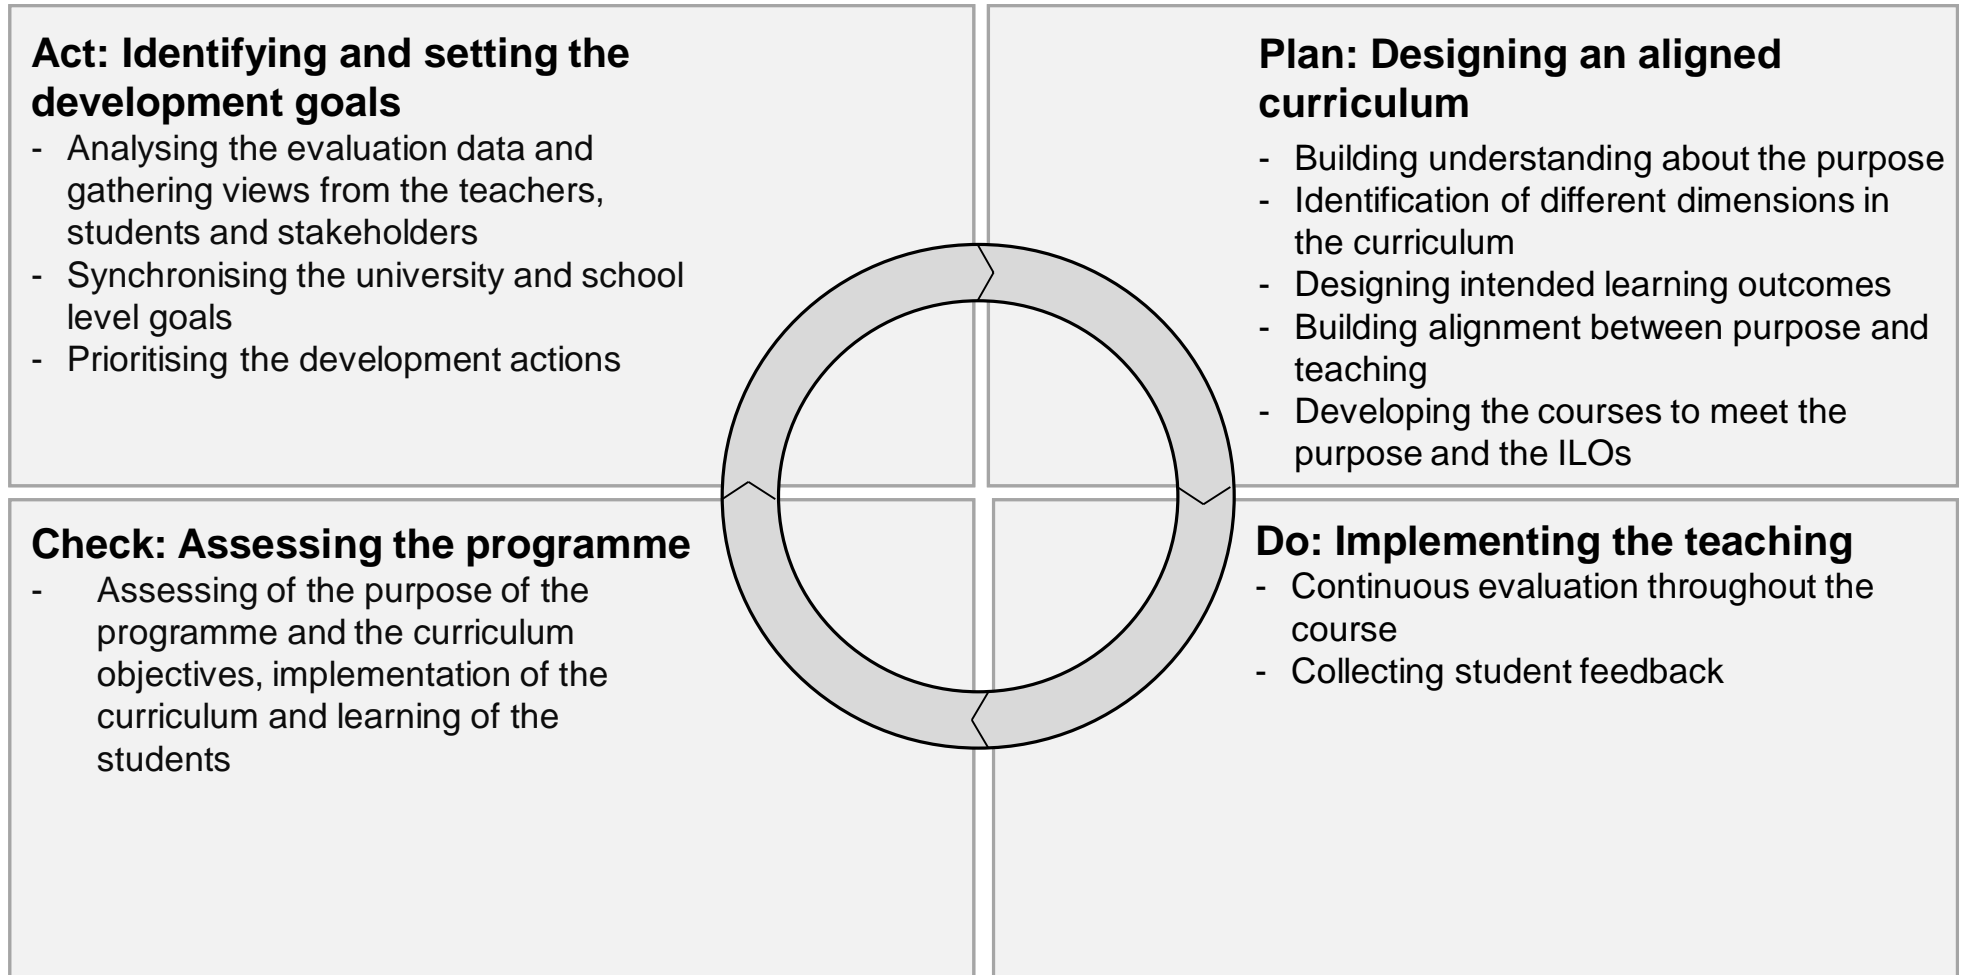 Act: Identifying and setting the
development goals
- Analysing the evaluation data and
gathering views from the teachers,
students and stakeholders
- Synchronising the university and school
level goals
- Prioritising the development actions
Plan: Designing an aligned
curriculum
- Building understanding about the purpose
- Identification of different dimensions in
the curriculum
- Designing intended learning outcomes
- Building alignment between purpose and
teaching
- Developing the courses to meet the
purpose and the ILOs
Check: Assessing the programme
- Assessing of the purpose of the
programme and the curriculum
objectives, implementation of the
curriculum and learning of the
students
Do: Implementing the teaching
- Continuous evaluation throughout the
course
- Collecting student feedback